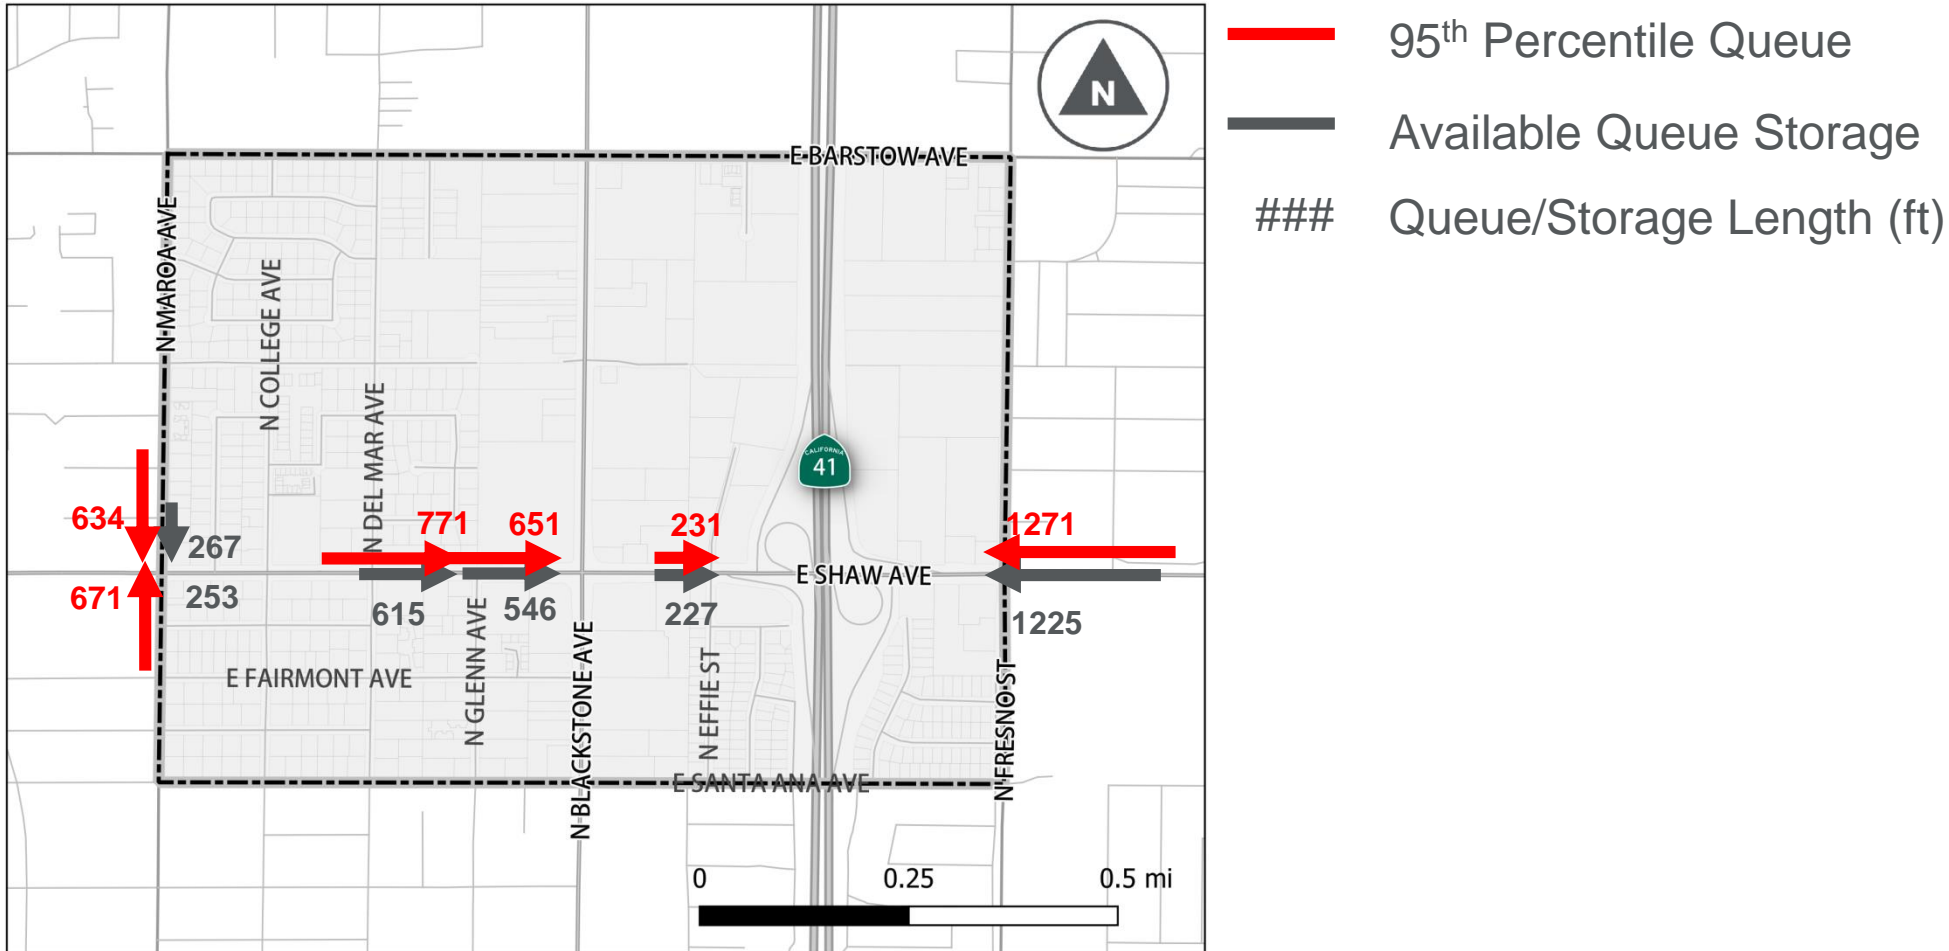 95th Percentile Queue
Available Queue Storage
### Queue/Storage Length (ft)
N
E BARSTOW AVE
N MAROA AVE
N COLLEGE AVE
N DEL MAR AVE
CALIFORNIA
41
634
267
771
651
231
1271
E SHAW AVE
671
253
615
546
227
1225
E FAIRMONT AVE
N GLENN AVE
N BLACKSTONE AVE
N EFFIE ST
N FRESNO ST
E SANTA ANA AVE
0 0.25 0.5 mi